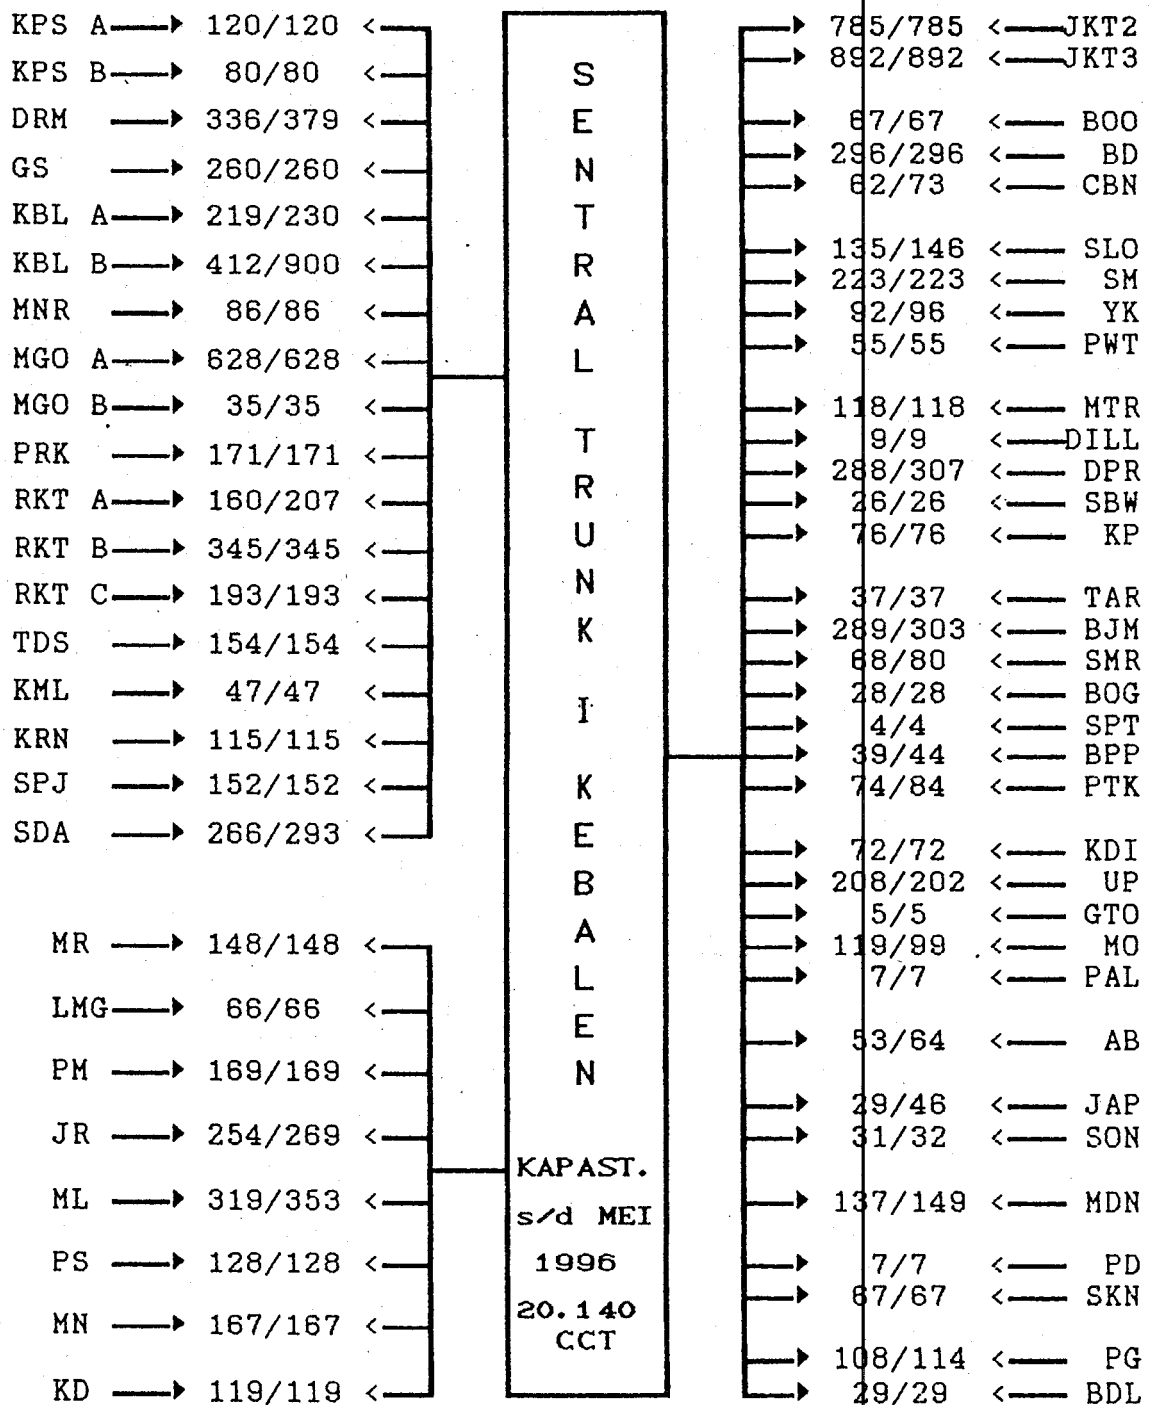 KPS A 120/120
KPS B 80/80
DRM 336/379
GS 260/260
KBL A 219/230
KBL B 412/900
MNR 86/86
MGO A 628/628
MGO B 35/35
PRK 171/171
RKT A 160/207
RKT B 345/345
RKT C 193/193
TDS 154/154
KML 47/47
KRN 115/115
SPJ 152/152
SDA 266/293
MR 148/148
LMG 66/66
PM 169/169
JR 254/269
ML 319/353
PS 128/128
MN 167/167
KD 119/119
SENTRAL TRUNK I KEBALEN
KAPAST.
s/d MEI
1996
20.140
CCT
785/785 JKT2
892/892 JKT3
67/67 BOO
296/296 BD
62/73 CBN
135/146 SLO
223/223 SM
92/96 YK
55/55 PWT
118/118 MTR
9/9 DILL
288/307 DPR
26/26 SBW
76/76 KP
37/37 TAR
289/303 BJM
68/80 SMR
28/28 BOG
4/4 SPT
39/44 BPP
74/84 PTK
72/72 KDI
208/202 UP
5/5 GTO
119/99 MO
7/7 PAL
53/64 AB
29/46 JAP
31/32 SON
137/149 MDN
7/7 PD
67/67 SKN
108/114 PG
29/29 BDL